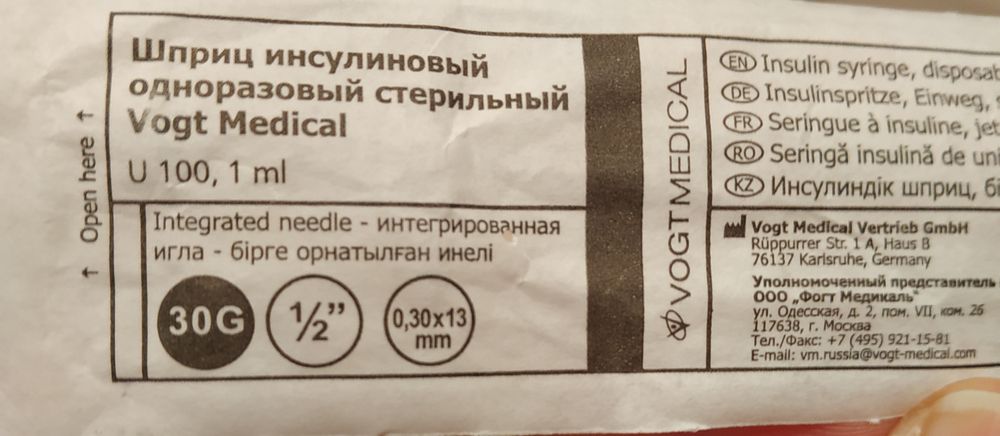 ↑ Open here ↑
Шприц инсулиновый
одноразовый стерильный
Vogt Medical
U 100, 1 ml
Integrated needle - интегрированная
игла - бірге орнатылған инелі
30G
½”
0,30x13
mm
VOGT MEDICAL
EN Insulin syringe,
DE Insulinspritze, Einweg,
FR Seringue à insuline,
RO Seringă insulină de
KZ Инсулиндік шприц,
Vogt Medical Vertrieb GmbH
Rüppurrer Str. 1 A, Haus B
76137 Karlsruhe, Germany
Уполномоченный представитель
ООО „Фогт Медикаль“
ул. Одесская, д. 2, пом. VII, ком. 26
117638, г. Москва
Тел./Факс: +7 (495) 921-15-81
E-mail: vm.russia@vogt-medical.com